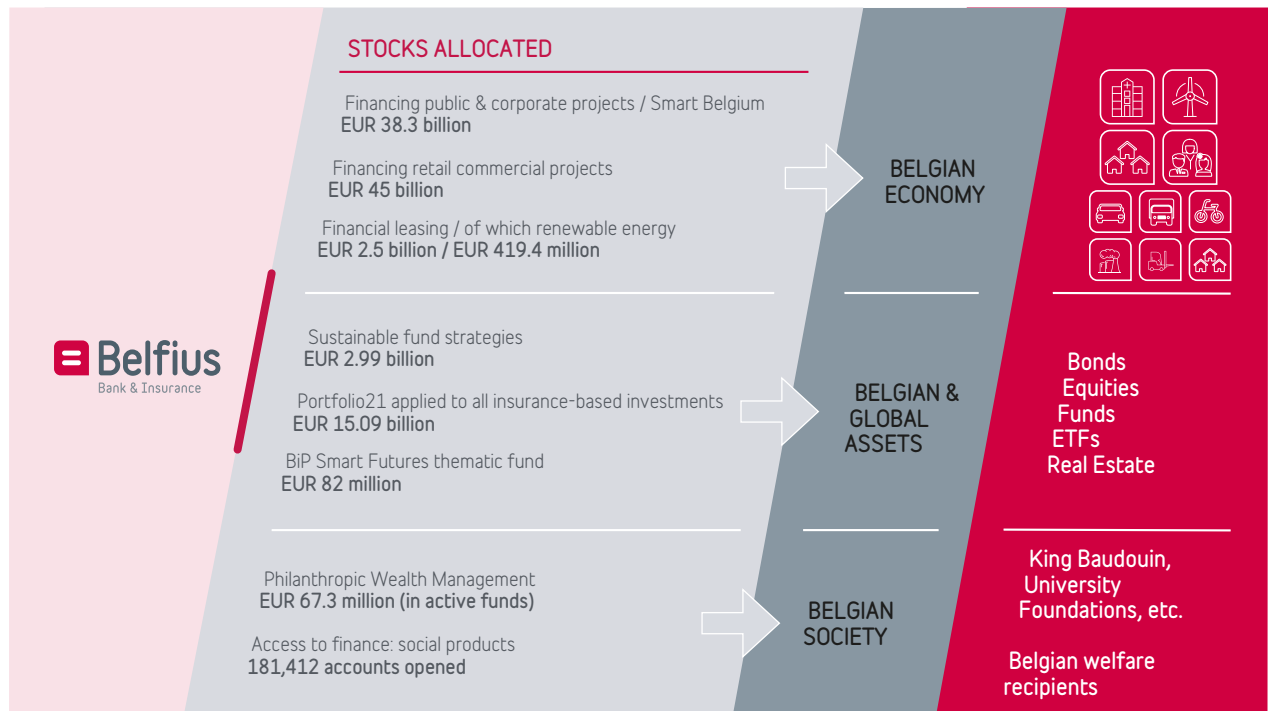 STOCKS ALLOCATED
Financing public & corporate projects / Smart Belgium
EUR 38.3 billion
Financing retail commercial projects
EUR 45 billion
Financial leasing / of which renewable energy
EUR 2.5 billion / EUR 419.4 million
BELGIAN
ECONOMY
Belfius
Bank & Insurance
Sustainable fund strategies
EUR 2.99 billion
Portfolio21 applied to all insurance-based investments
EUR 15.09 billion
BiP Smart Futures thematic fund
EUR 82 million
BELGIAN &
GLOBAL
ASSETS
Bonds
Equities
Funds
ETFs
Real Estate
Philanthropic Wealth Management
EUR 67.3 million (in active funds)
Access to finance: social products
181,412 accounts opened
BELGIAN
SOCIETY
King Baudouin,
University
Foundations, etc.
Belgian welfare
recipients